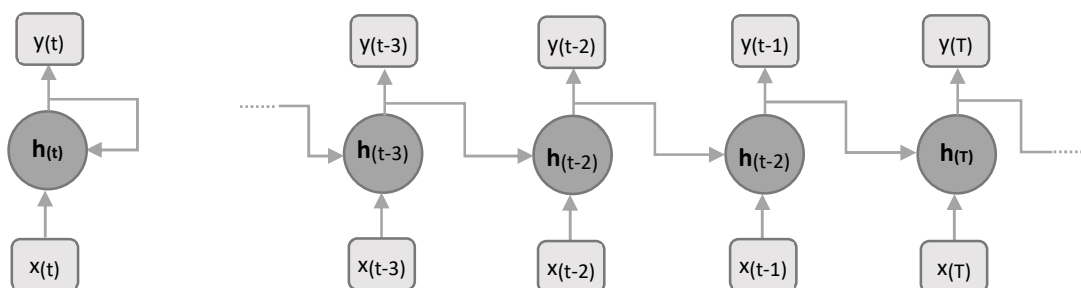 y(t) y(t-3) y(t-2) y(t-1) y(T)
h(t) h(t-3) h(t-2) h(t-2) h(T)
x(t) x(t-3) x(t-2) x(t-1) x(T)